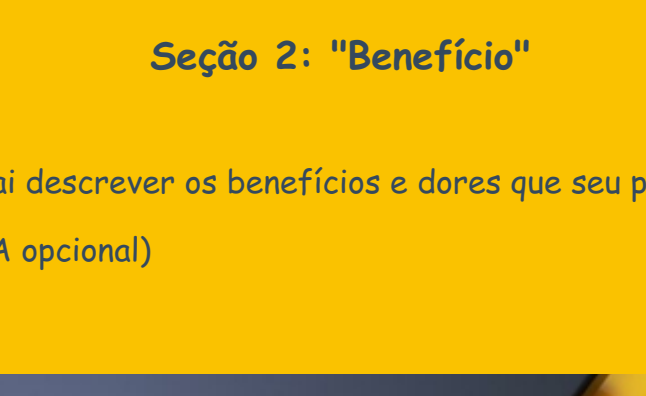 Seção 2: "Benefício"
ai descrever os benefícios e dores que seu p
A opcional)